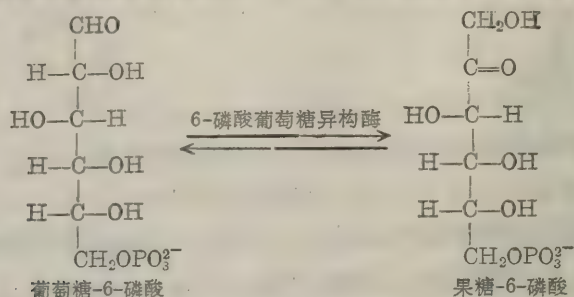 CHO
H—C—OH
HO—C—H
H—C—OH
H—C—OH
CH₂OPO₃²⁻
葡萄糖-6-磷酸
6-磷酸葡萄糖异构酶
CH₂OH
C=O
HO—C—H
H—C—OH
H—C—OH
CH₂OPO₃²⁻
果糖-6-磷酸